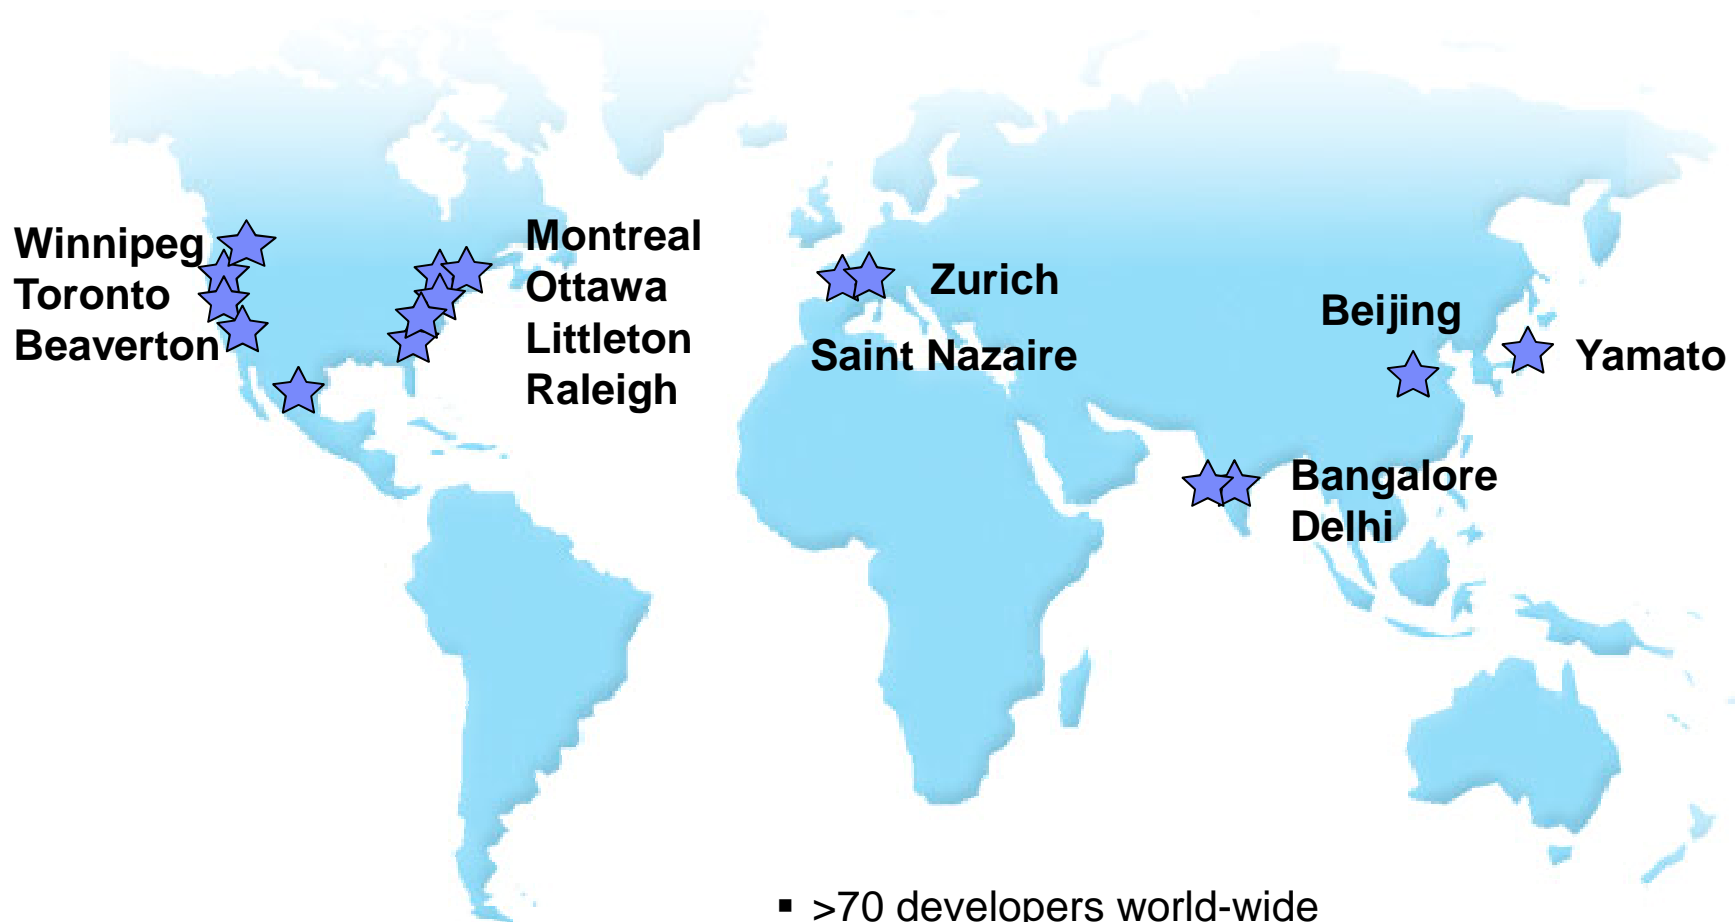 Winnipeg
Toronto
Beaverton
Montreal
Ottawa
Littleton
Raleigh
Zurich
Saint Nazaire
Beijing
Yamato
Bangalore
Delhi
▪ >70 developers world-wide